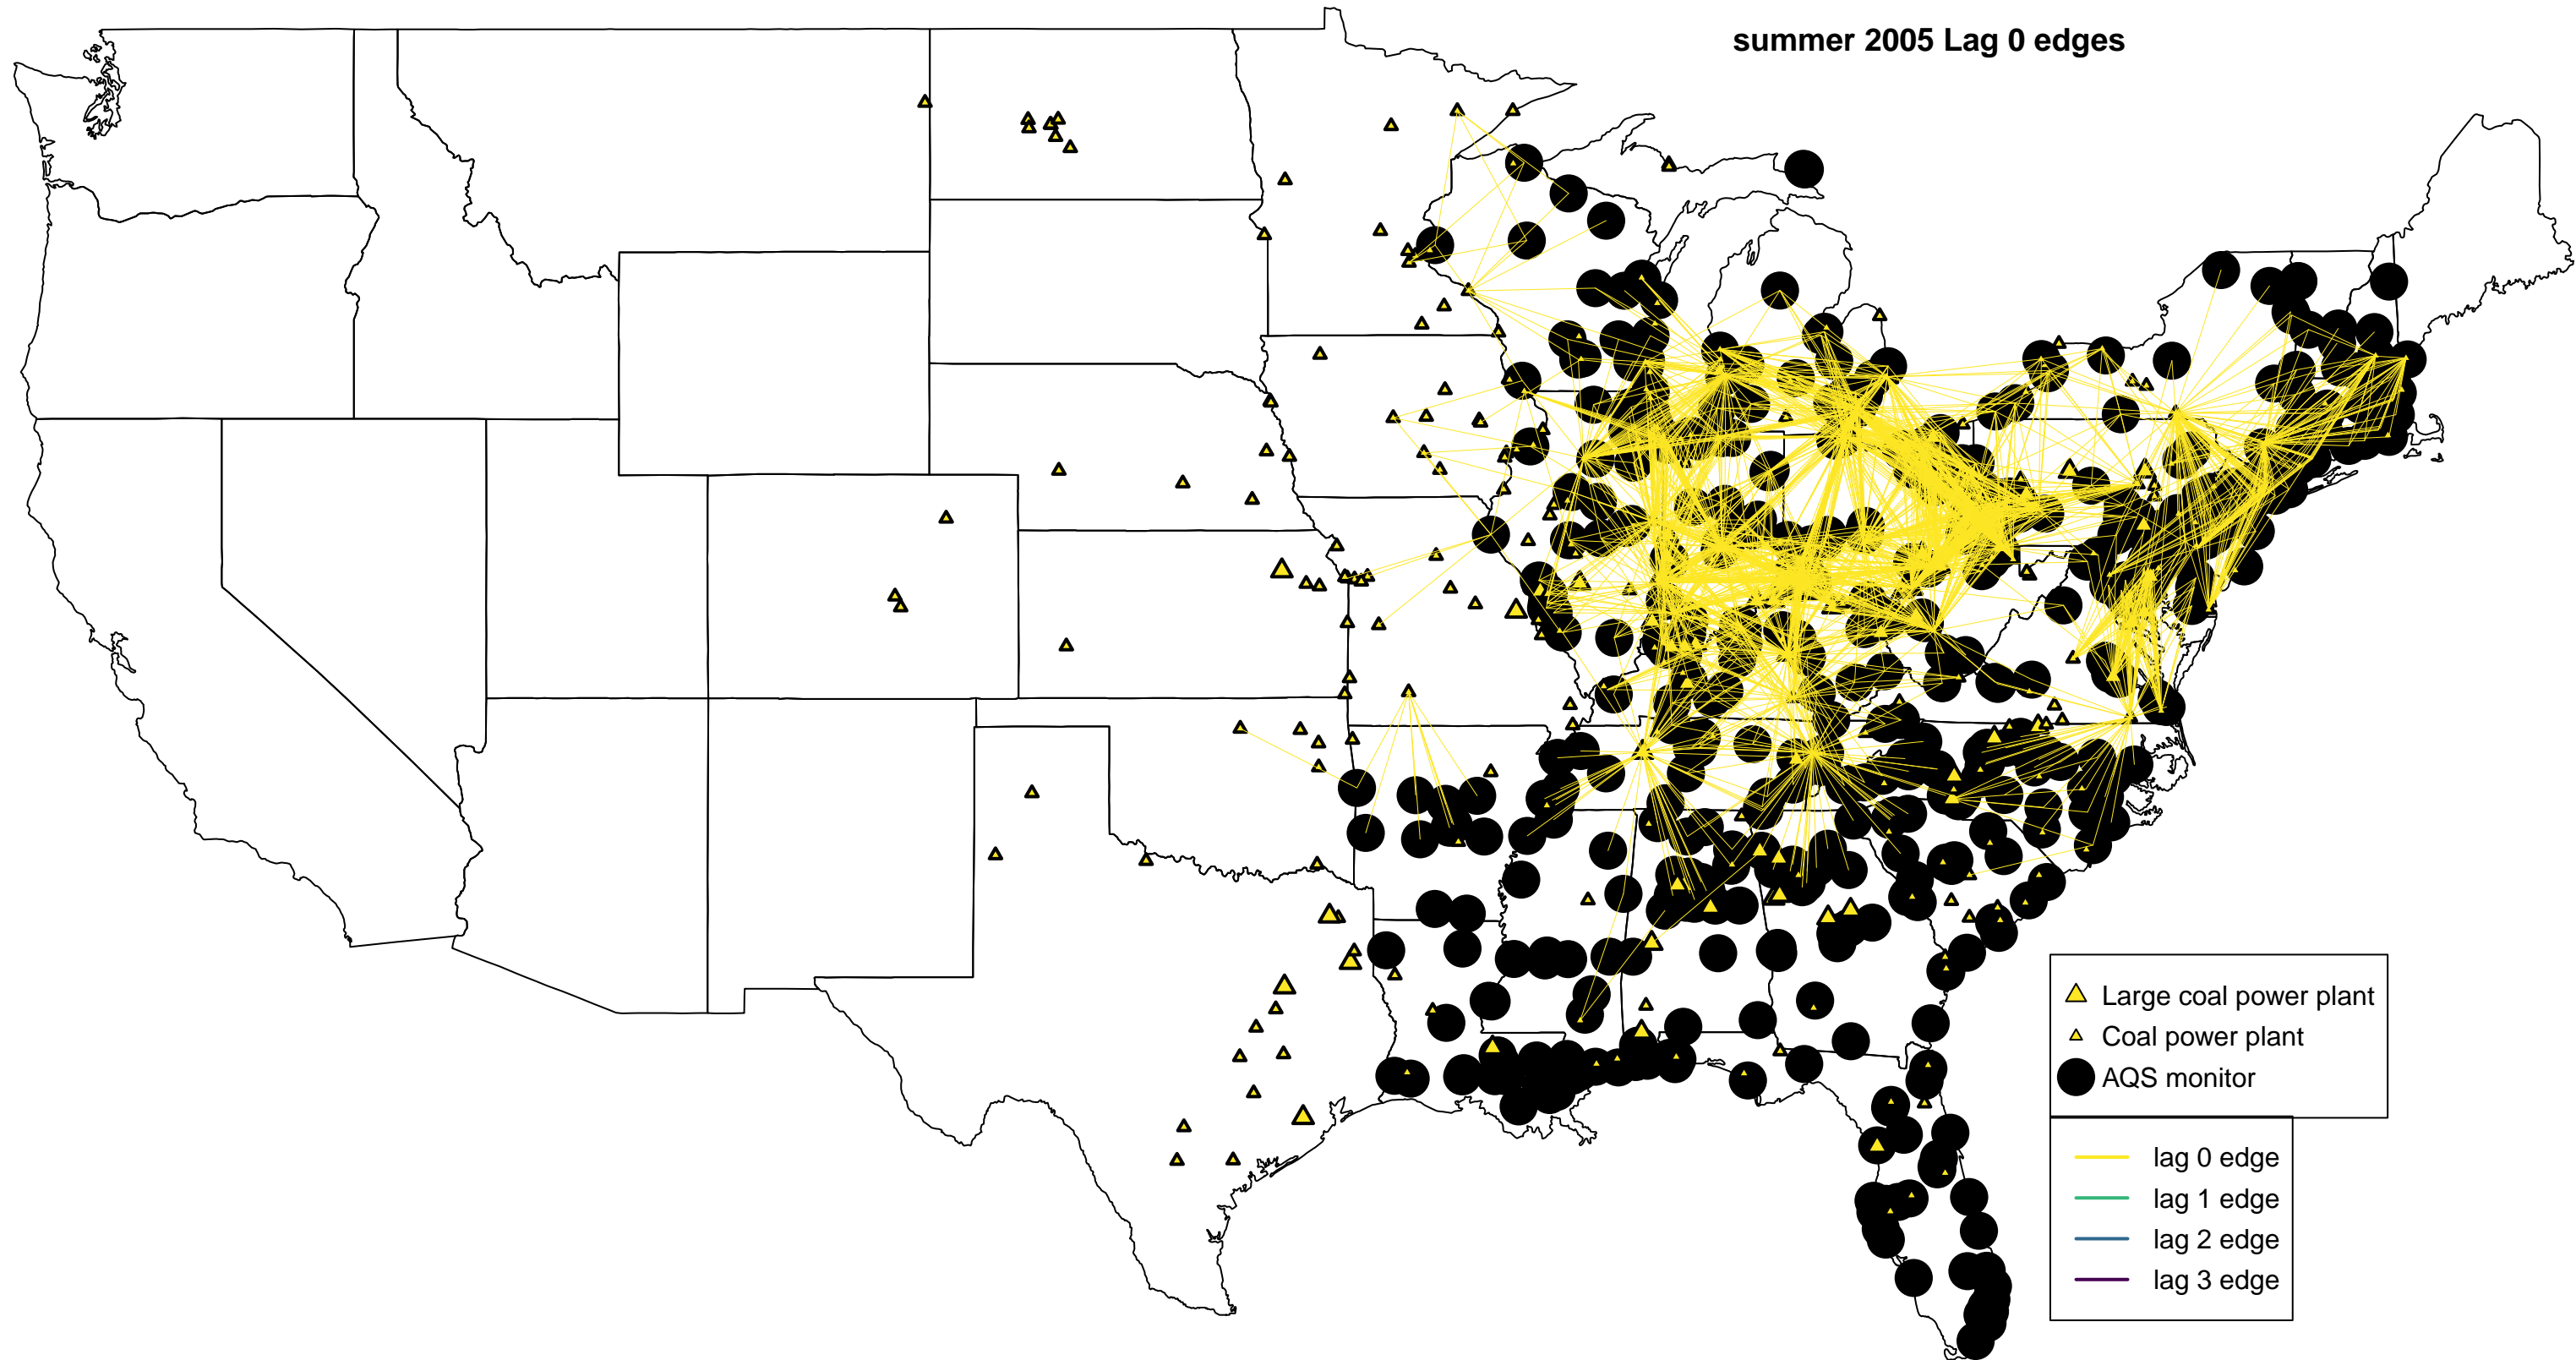 summer 2005 Lag 0 edges
Large coal power plant
Coal power plant
AQS monitor
lag 0 edge
lag 1 edge
lag 2 edge
lag 3 edge